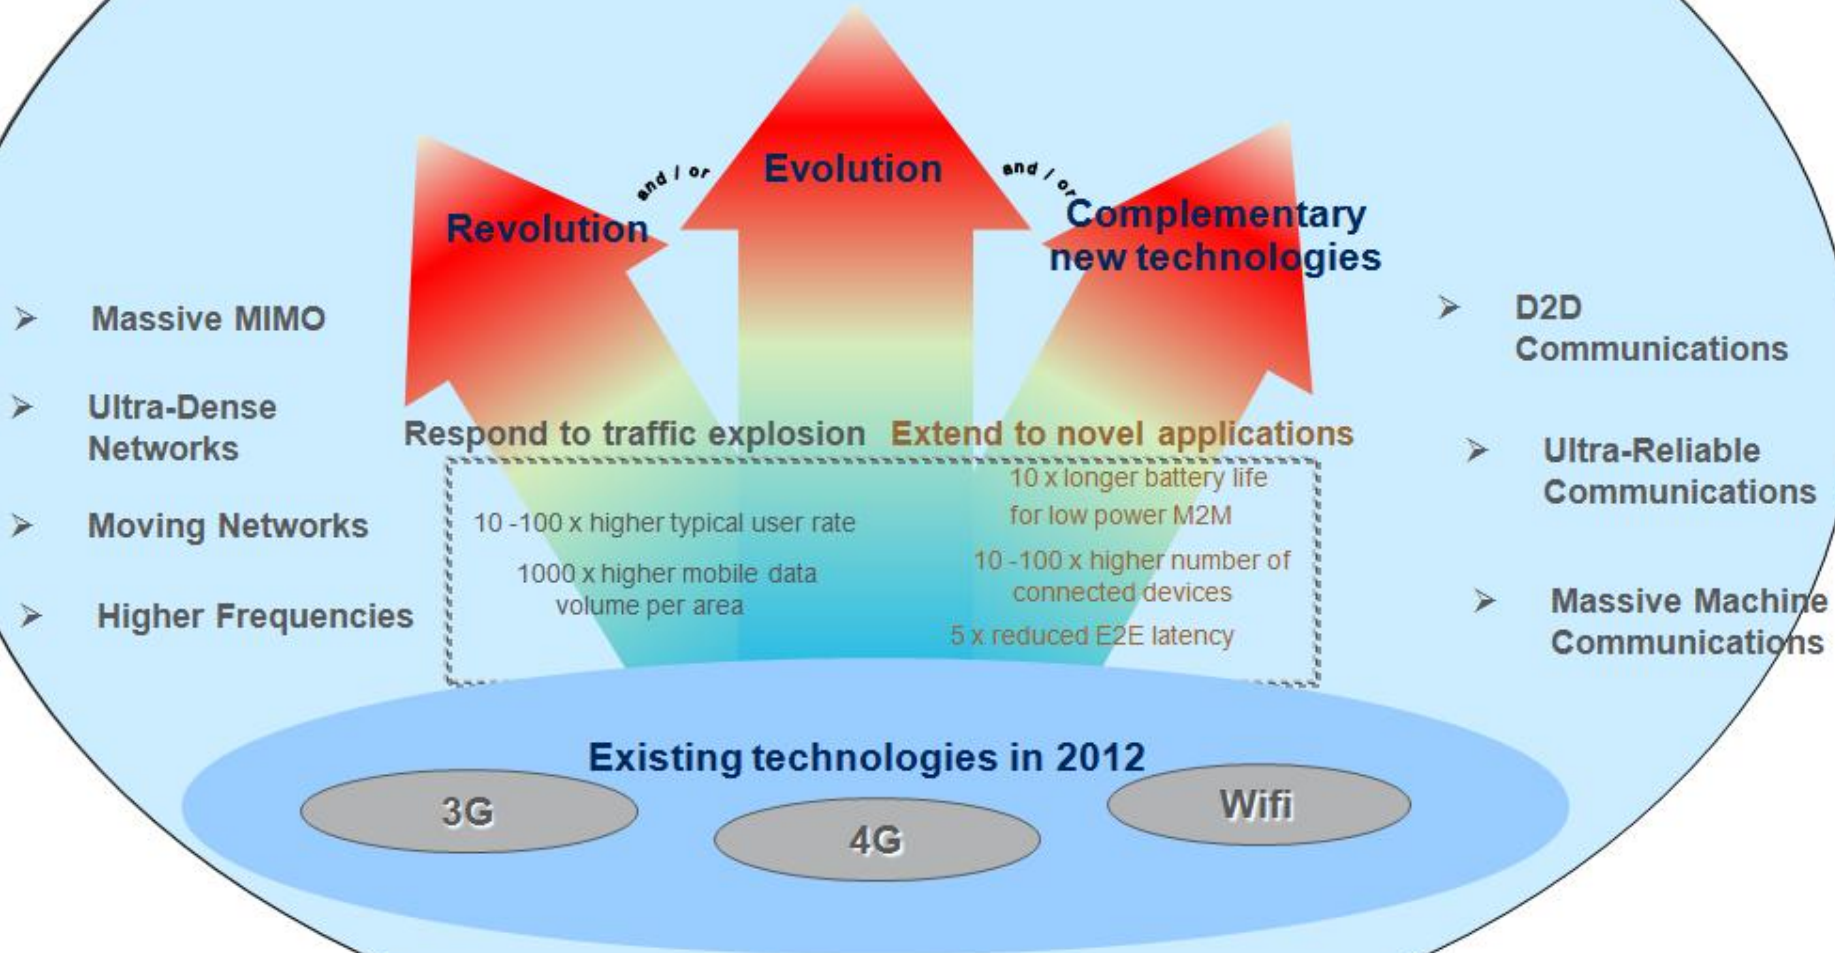 Evolution
and / or
and / or
Revolution
Complementary
new technologies
Massive MIMO
Ultra-Dense
Networks
Moving Networks
Higher Frequencies
D2D
Communications
Ultra-Reliable
Communications
Massive Machine
Communications
Respond to traffic explosion
10 -100 x higher typical user rate
1000 x higher mobile data
volume per area
Extend to novel applications
10 x longer battery life
for low power M2M
10 -100 x higher number of
connected devices
5 x reduced E2E latency
Existing technologies in 2012
3G
4G
Wifi